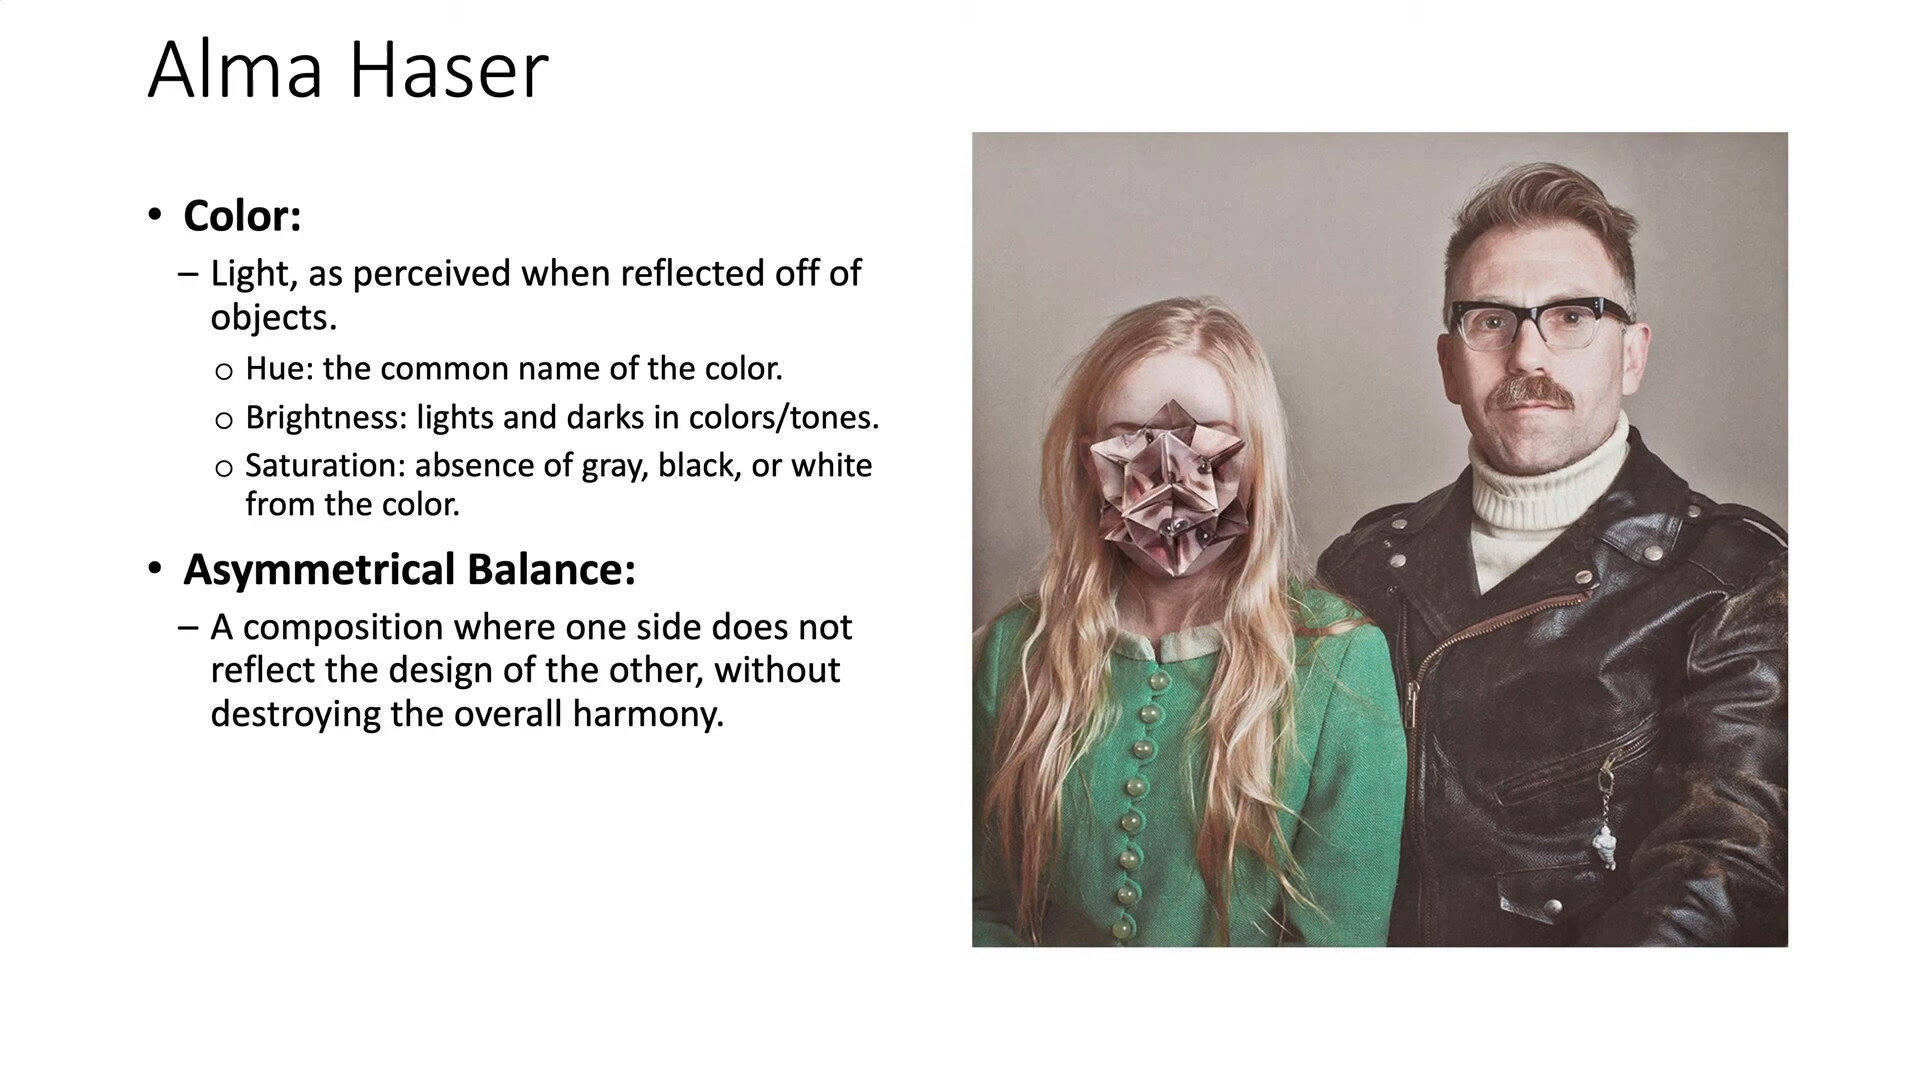 Alma Haser
• Color:
– Light, as perceived when reflected off of
objects.
o Hue: the common name of the color.
o Brightness: lights and darks in colors/tones.
o Saturation: absence of gray, black, or white
from the color.
• Asymmetrical Balance:
– A composition where one side does not
reflect the design of the other, without
destroying the overall harmony.